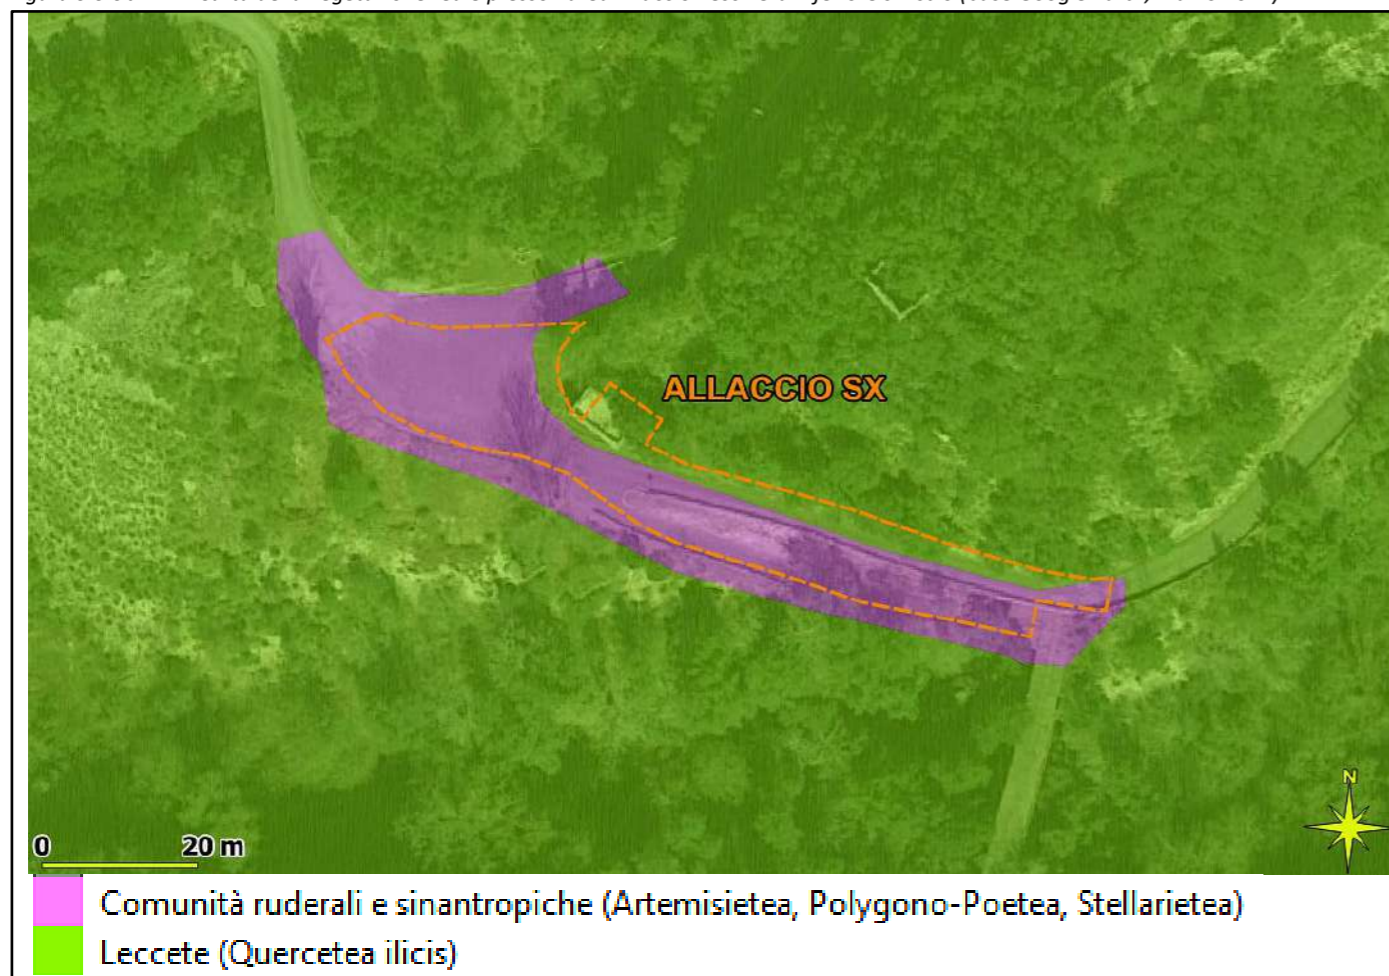 ALLACCIO SX
N
0 20 m
Comunità ruderali e sinantropiche (Artemisietea, Polygono-Poetea, Stellarietea)
Leccete (Quercetea ilicis)